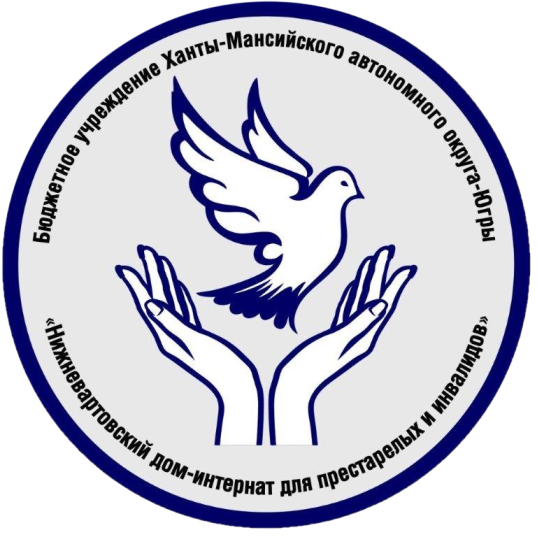 Бюджетное учреждение Ханты-Мансийского автономного округа-Югры
«Нижневартовский дом-интернат для престарелых и инвалидов»